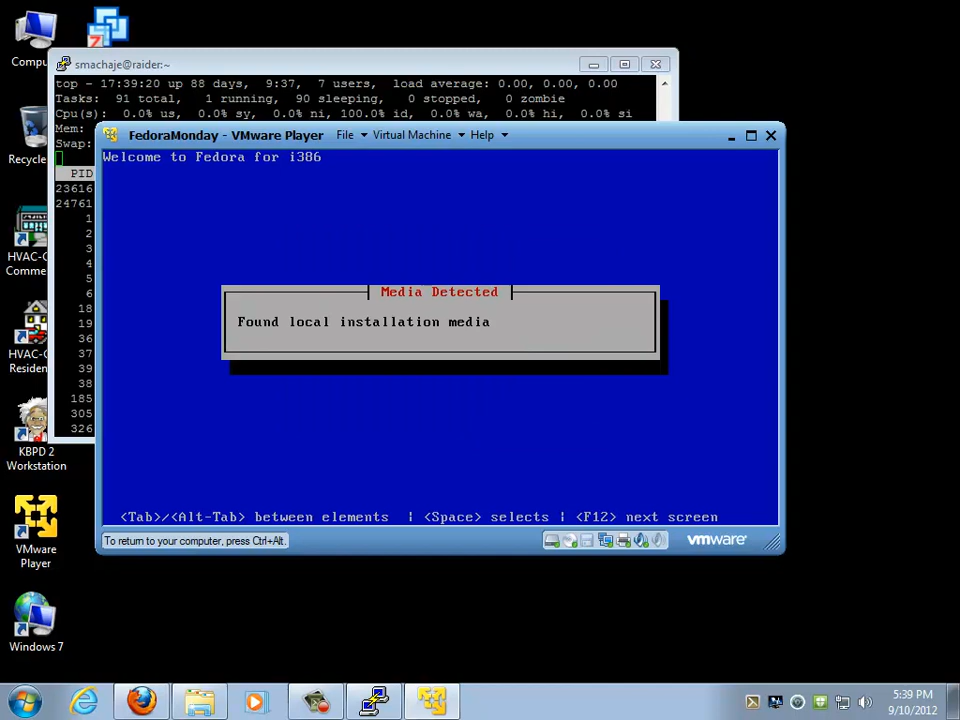 Compu
Recycle
HVAC-C
Comme
HVAC-C
Residen
KBPD 2
Workstation
VMware
Player
Windows 7
smachaje@raider:~
top - 17:39:20 up 88 days, 9:37, 7 users, load average: 0.00, 0.00, 0.00
Tasks: 91 total, 1 running, 90 sleeping, 0 stopped, 0 zombie
Cpu(s): 0.0% us, 0.0% sy, 0.0% ni, 100.0% id, 0.0% wa, 0.0% hi, 0.0% si
Mem:
Swap:
PID
23616
24761
1
2
3
4
5
6
18
19
36
37
39
38
185
305
326
FedoraMonday - VMware Player File Virtual Machine Help
Welcome to Fedora for i386
Media Detected
Found local installation media
<Tab>/<Alt-Tab> between elements | <Space> selects | <F12> next screen
To return to your computer, press Ctrl+Alt.
vmware
5:39 PM
9/10/2012